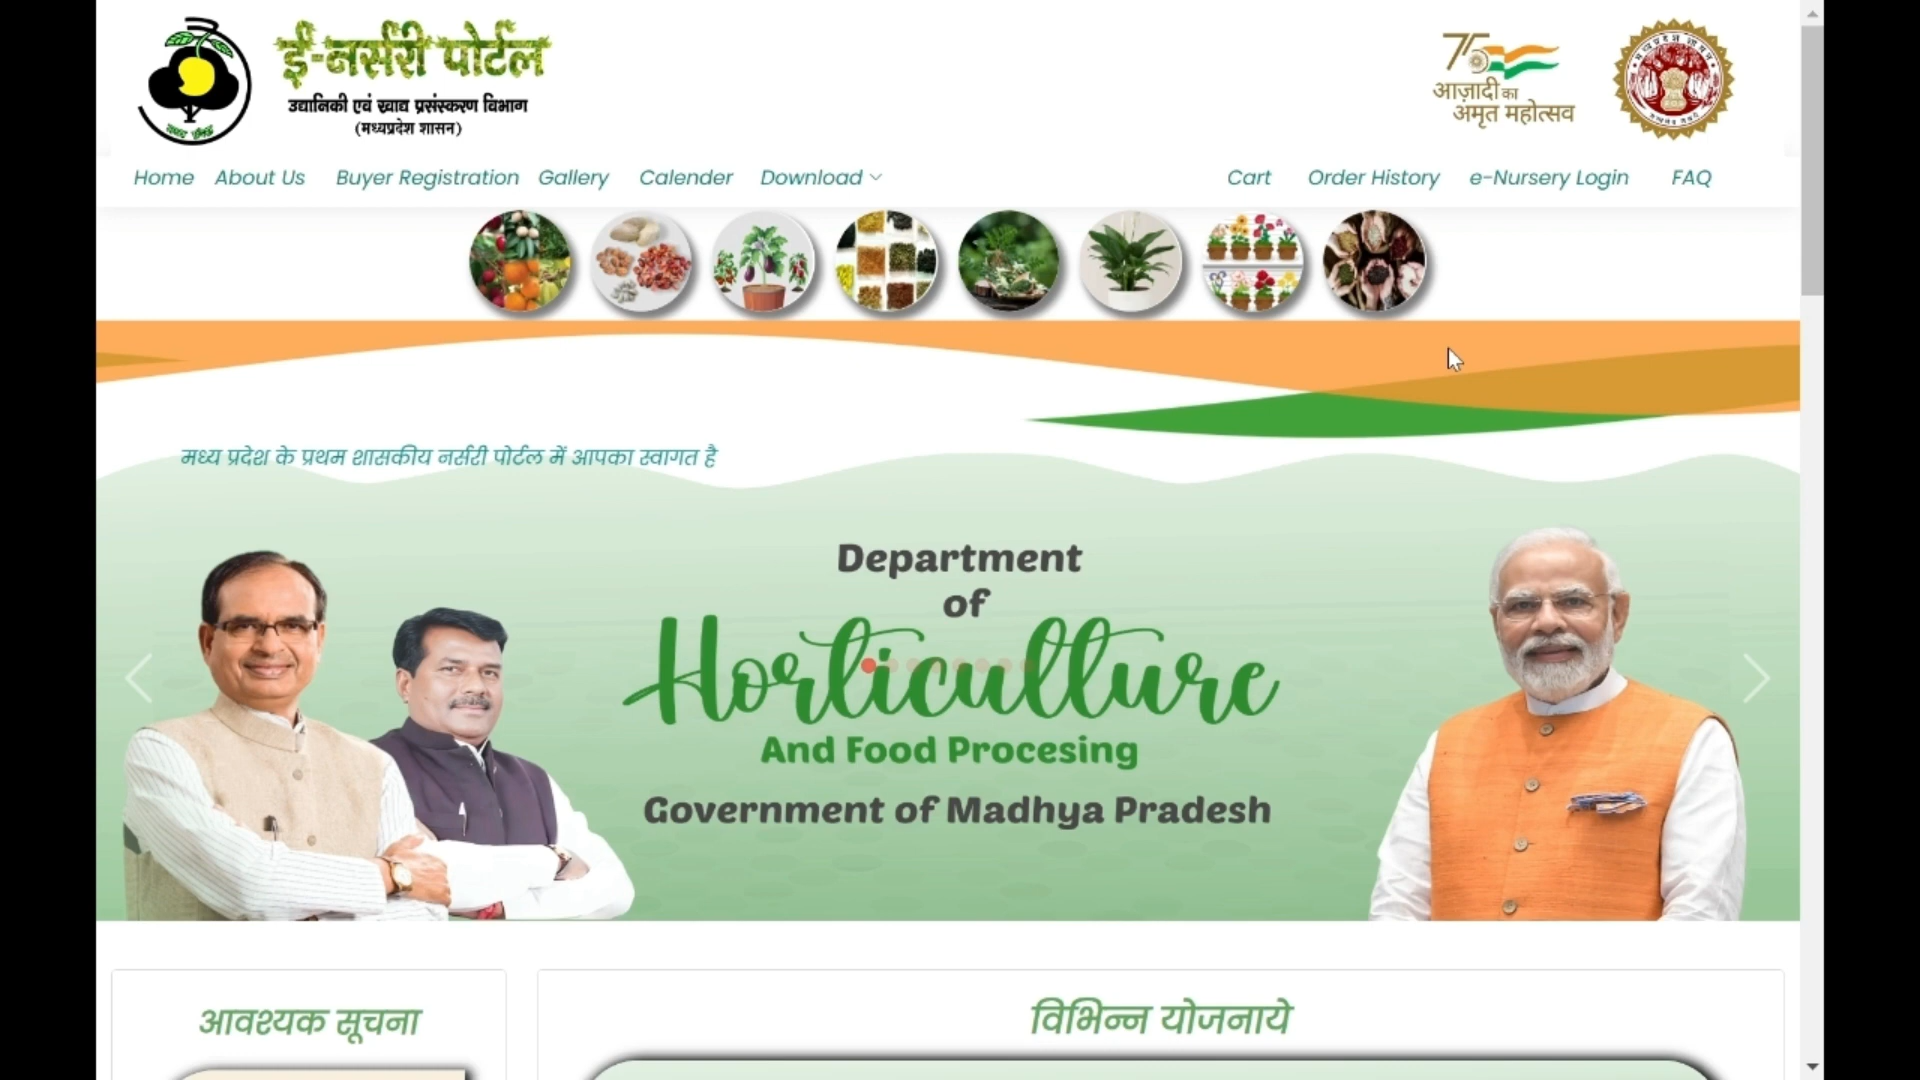 ई-नर्सरी पोर्टल
उद्यानिकी एवं खाद्य प्रसंस्करण विभाग
(मध्यप्रदेश शासन)
75
आज़ादी का
अमृत महोत्सव
Home About Us Buyer Registration Gallery Calender Download
Cart Order History e-Nursery Login FAQ
मध्य प्रदेश के प्रथम शासकीय नर्सरी पोर्टल में आपका स्वागत है
Department
of
Horticulture
And Food Procesing
Government of Madhya Pradesh
आवश्यक सूचना
विभिन्न योजनाये